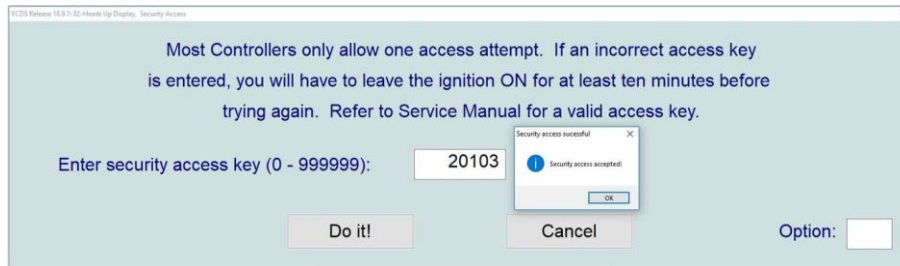 VCDS Release 18.9.1: 82-Heads Up Display,  Security Access
Most Controllers only allow one access attempt.  If an incorrect access key
is entered, you will have to leave the ignition ON for at least ten minutes before
trying again.  Refer to Service Manual for a valid access key.
Security access sucessful
Enter security access key (0 - 999999):
20103
Security access accepted!
OK
Do it!
Cancel
Option: